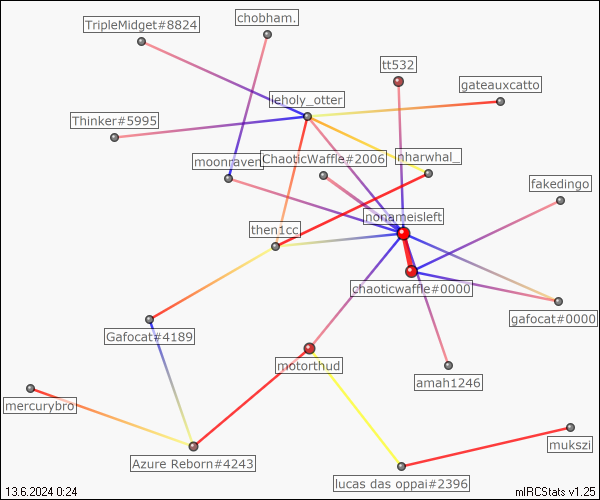 TripleMidget#8824
chobham.
tt532
gateauxcatto
leholy_otter
Thinker#5995
moonraven
ChaoticWaffle#2006
nharwhal_
fakedingo
nonameisleft
then1cc
chaoticwaffle#0000
gafocat#0000
Gafocat#4189
motorthud
amah1246
mercurybro
mukszi
Azure Reborn#4243
lucas das oppai#2396
13.6.2024 0:24
mIRCStats v1.25